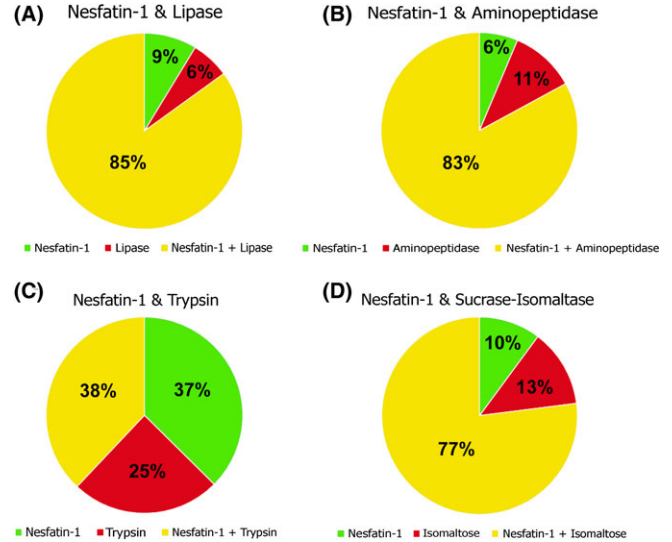 (A)
Nesfatin-1 & Lipase
9%
6%
85%
Nesfatin-1 Lipase Nesfatin-1 + Lipase
(B)
Nesfatin-1 & Aminopeptidase
6%
11%
83%
Nesfatin-1 Aminopeptidase Nesfatin-1 + Aminopeptidase
(C)
Nesfatin-1 & Trypsin
38%
37%
25%
Nesfatin-1 Trypsin Nesfatin-1 + Trypsin
(D)
Nesfatin-1 & Sucrase-Isomaltase
10%
13%
77%
Nesfatin-1 Isomaltose Nesfatin-1 + Isomaltose